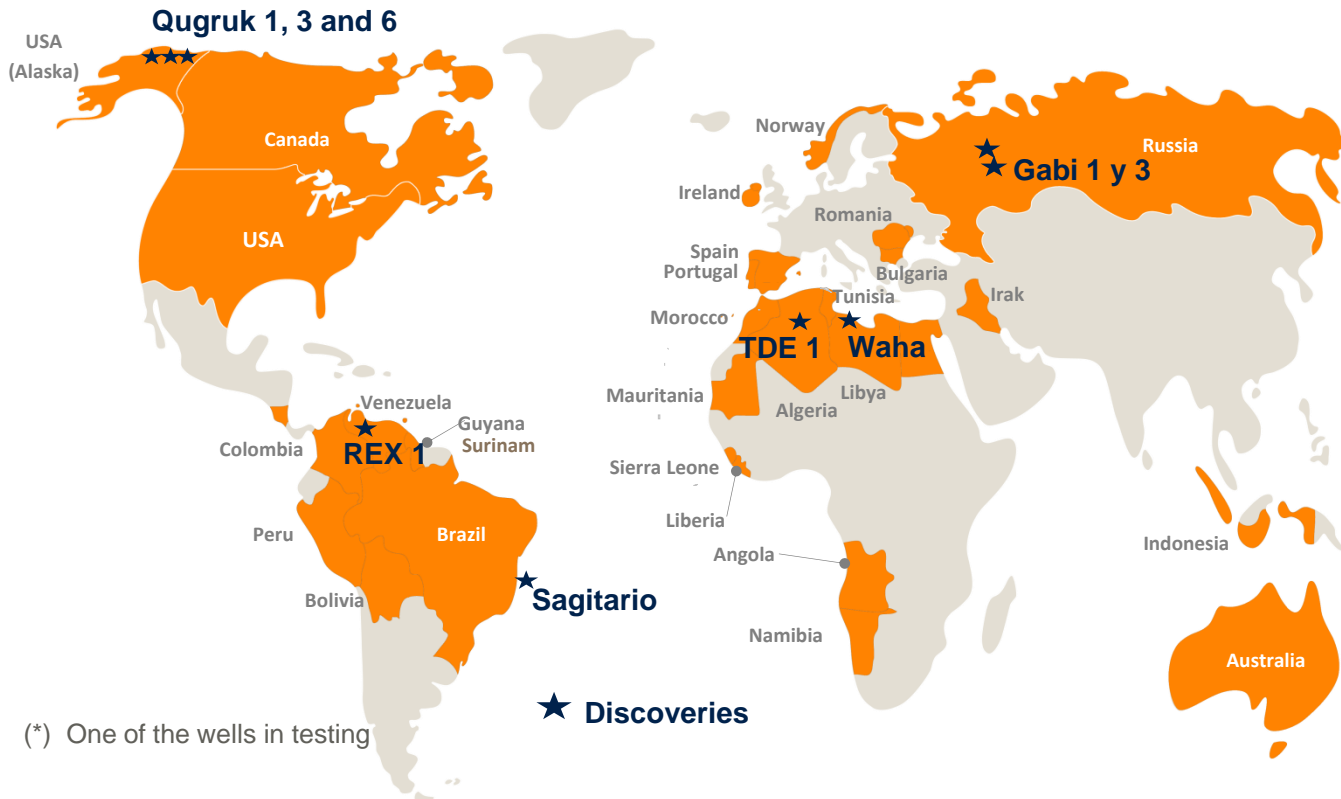 Qugruk 1, 3 and 6
USA
(Alaska)
Canada
USA
Norway
Russia
Gabi 1 y 3
Ireland
Romania
Spain
Portugal
Bulgaria
Tunisia
Irak
Morocco
TDE 1
Waha
Mauritania
Algeria
Libya
Venezuela
Guyana
Surinam
Colombia
REX 1
Sierra Leone
Liberia
Peru
Brazil
Angola
Indonesia
Bolivia
Sagitario
Namibia
Australia
Discoveries
(*) One of the wells in testing